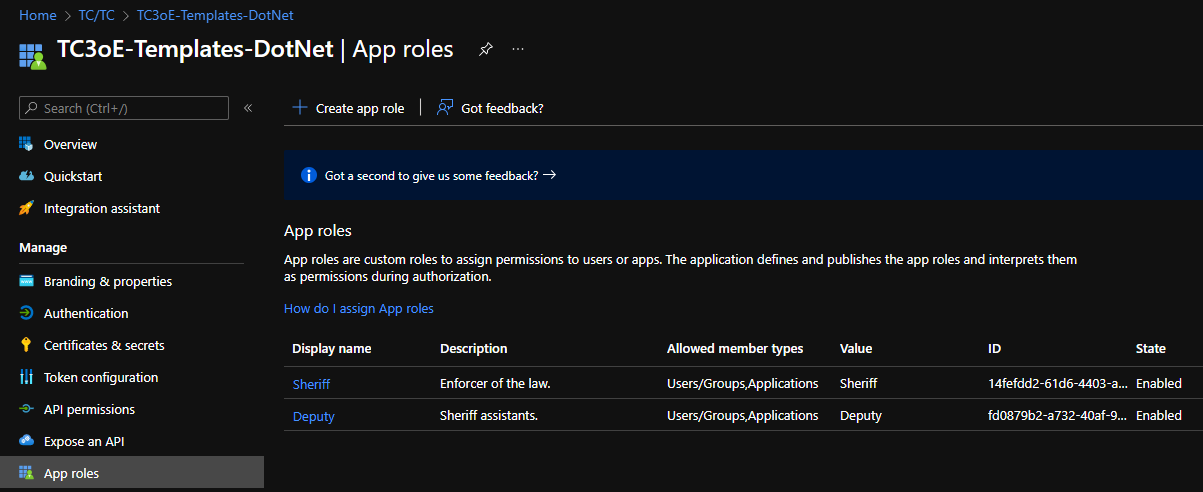 Home > TC/TC > TC3oE-Templates-DotNet
TC3oE-Templates-DotNet | App roles ...
Search (Ctrl+/) «
Overview
Quickstart
Integration assistant
Manage
Branding & properties
Authentication
Certificates & secrets
Token configuration
API permissions
Expose an API
App roles
+ Create app role | Got feedback?
Got a second to give us some feedback? →
App roles
App roles are custom roles to assign permissions to users or apps. The application defines and publishes the app roles and interprets them
as permissions during authorization.
How do I assign App roles
Display name Description Allowed member types Value ID State
Sheriff Enforcer of the law. Users/Groups,Applications Sheriff 14fefdd2-61d6-4403-a... Enabled
Deputy Sheriff assistants. Users/Groups,Applications Deputy fd0879b2-a732-40af-9... Enabled